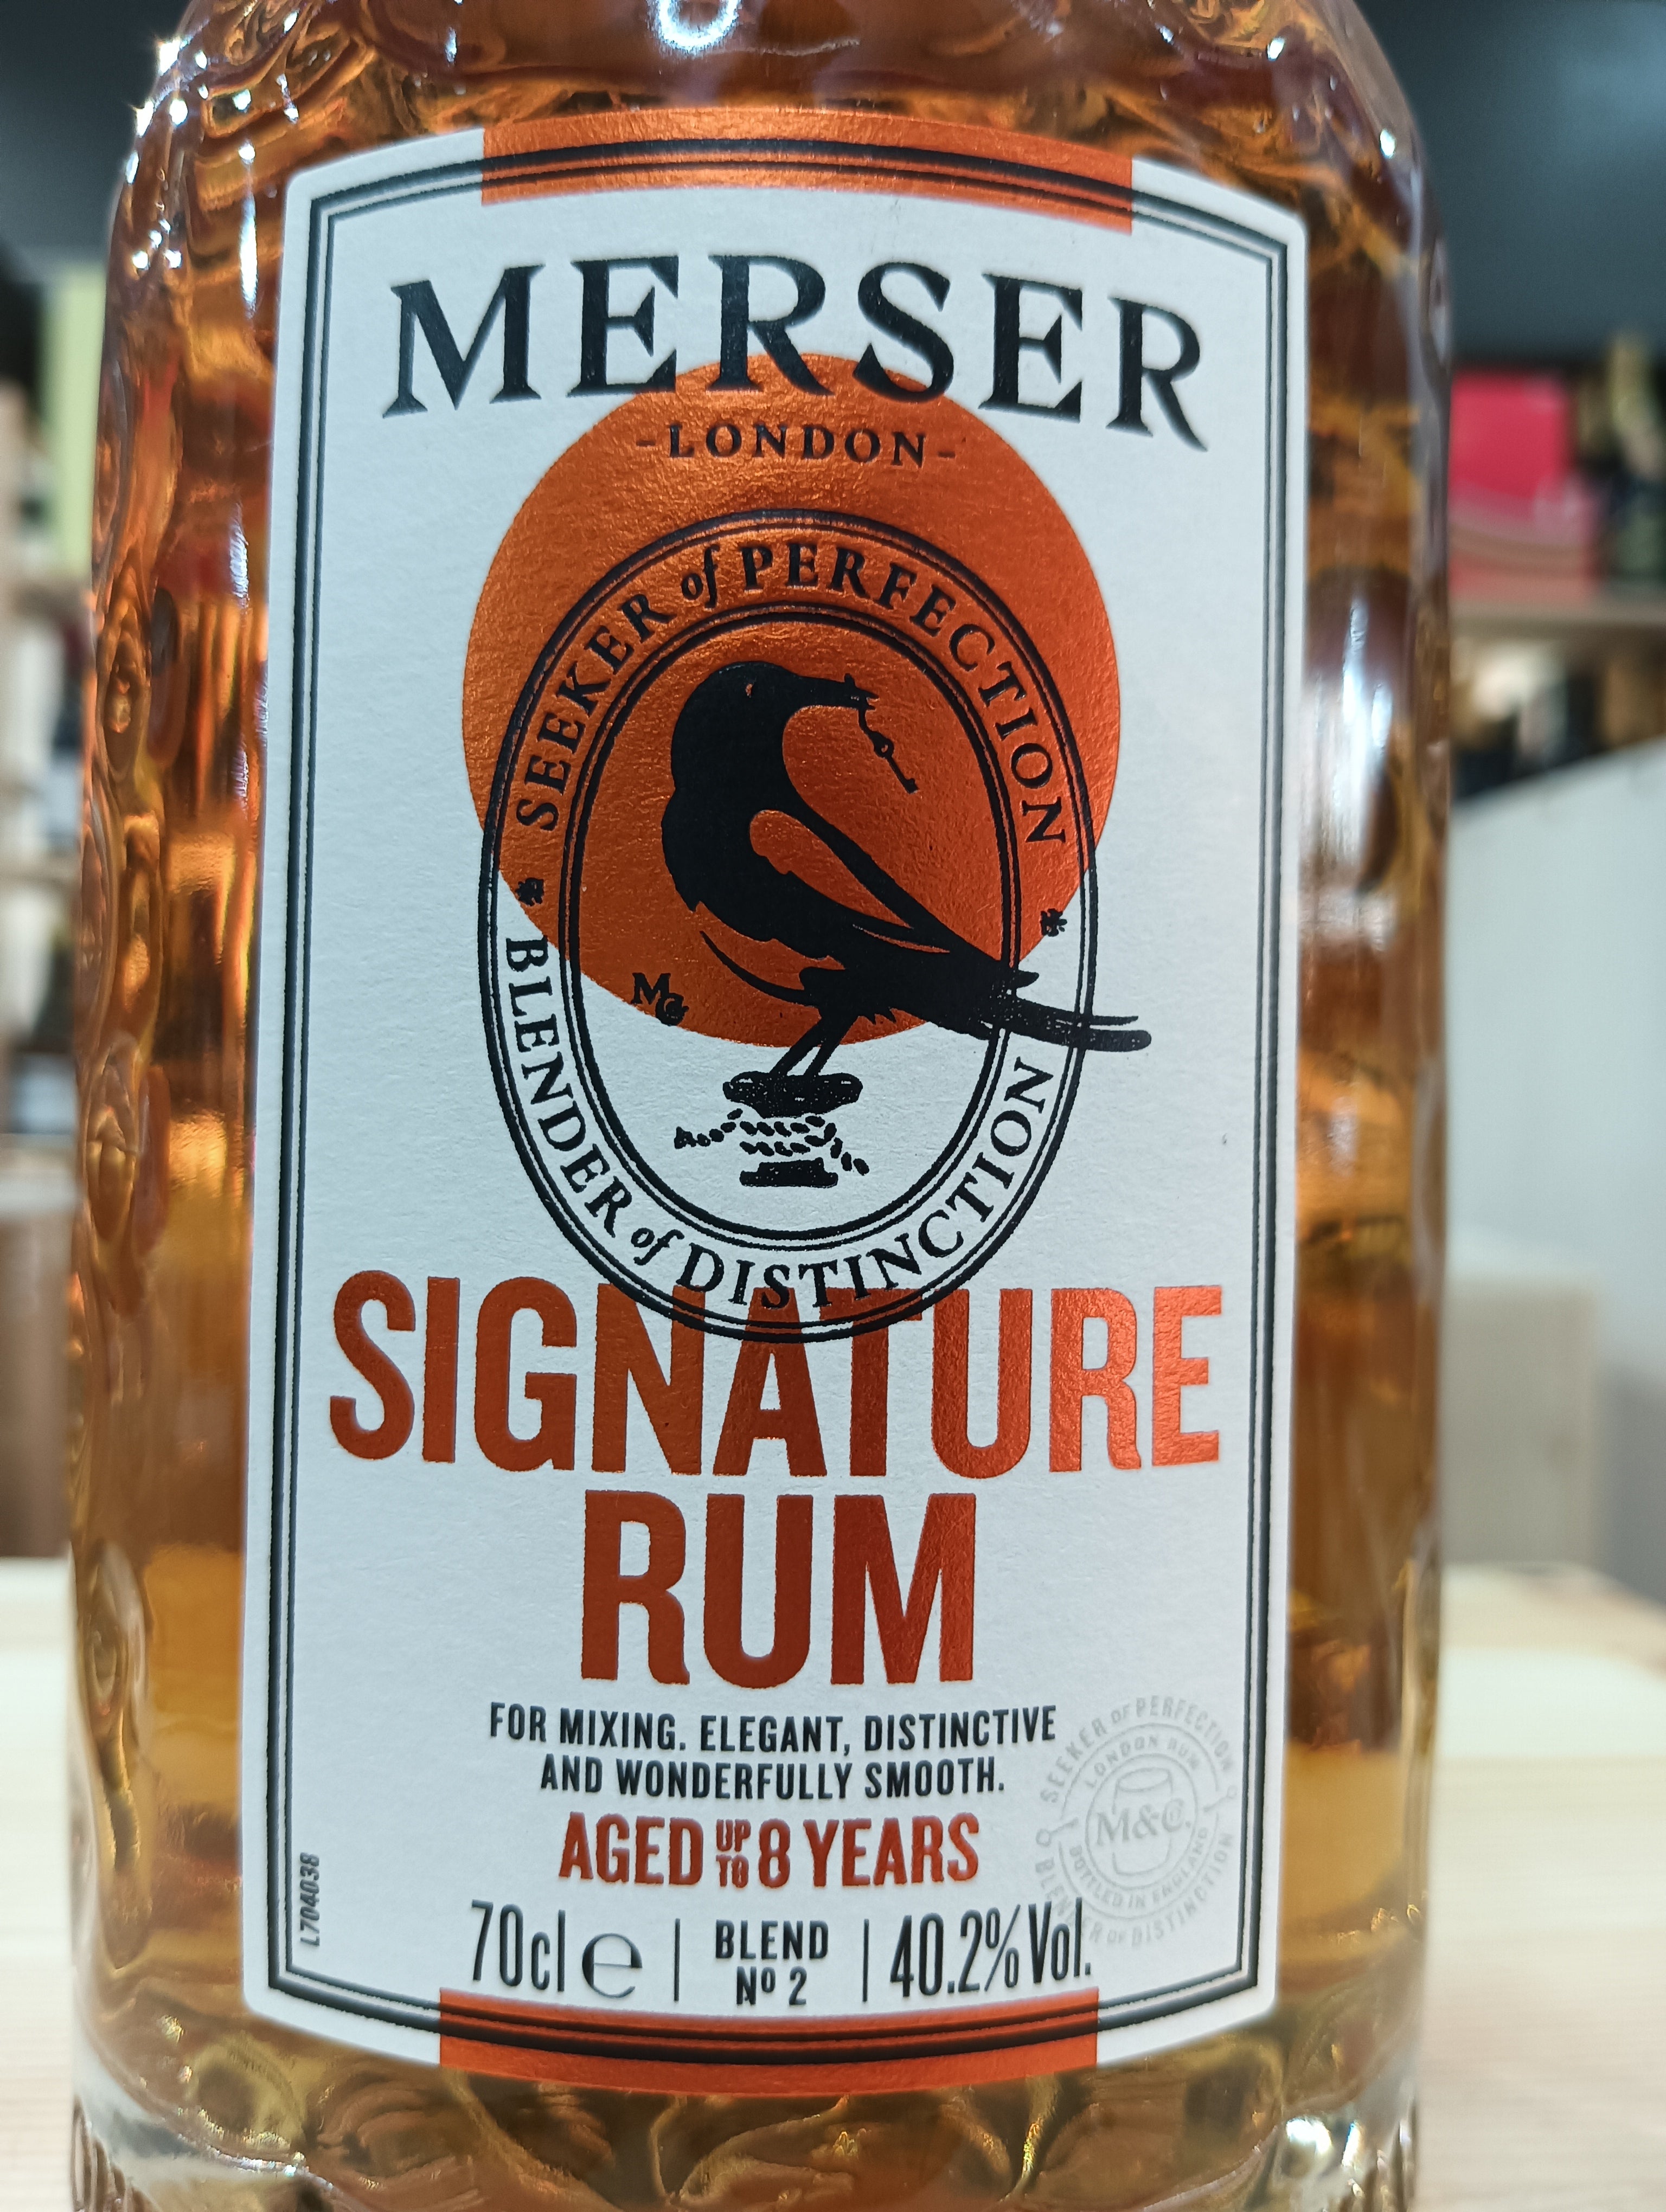 MERSER
-LONDON-
SEEKER of PERFECTION
BLENDER of DISTINCTION
M&Co
SIGNATURE
RUM
FOR MIXING. ELEGANT, DISTINCTIVE
AND WONDERFULLY SMOOTH.
AGED UP TO 8 YEARS
70cl e | BLEND Nº 2 | 40.2% Vol.
L704038
SEEKER OF PERFECTION
LONDON RUM
M&Co
BOTTLED IN ENGLAND
BLENDER OF DISTINCTION